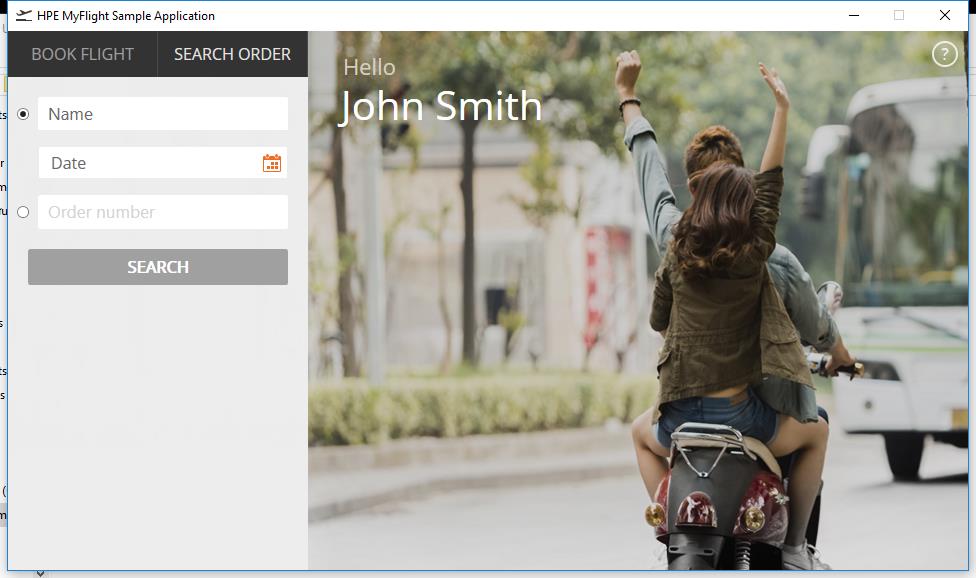 HPE MyFlight Sample Application
BOOK FLIGHT
SEARCH ORDER
Name
Date
Order number
SEARCH
Hello
John Smith
?